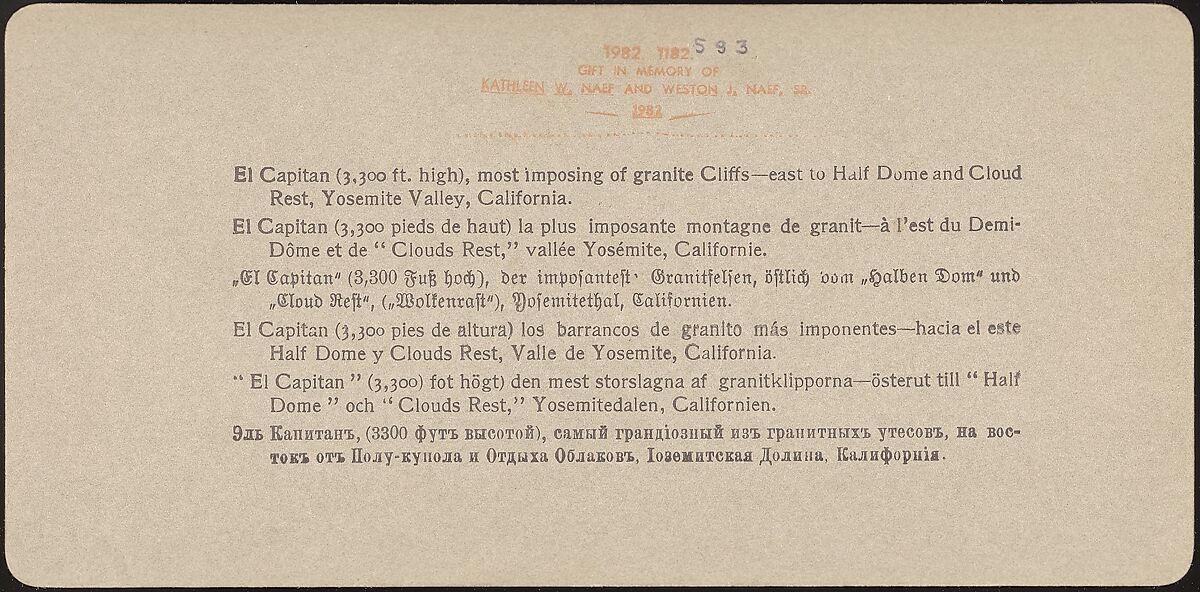 1982. 1182.593
GIFT IN MEMORY OF
KATHLEEN W. NAEF AND WESTON J. NAEF, SR.
1982
El Capitan (3,300 ft. high), most imposing of granite Cliffs—east to Half Dome and Cloud
Rest, Yosemite Valley, California.
El Capitan (3,300 pieds de haut) la plus imposante montagne de granit—à l'est du Demi-
Dôme et de “ Clouds Rest,” vallée Yosémite, Californie.
„El Capitan“ (3,300 Fuß hoch), der imposantest Granitfelsen, östlich vom „Halben Dom“ und
„Cloud Rest“, („Wolkenrast“), Yosemitethal, Californien.
El Capitan (3,300 pies de altura) los barrancos de granito más imponentes—hacia el este
Half Dome y Clouds Rest, Valle de Yosemite, California.
“ El Capitan ” (3,300) fot högt) den mest storslagna af granitklipporna—österut till “ Half
Dome ” och “ Clouds Rest,” Yosemitedalen, Californien.
Эль Капитанъ, (3300 футъ высотой), самый грандіозный изъ гранитныхъ утесовъ, на вос-
токъ отъ Полу-купола и Отдыха Облаковъ, Іоземитская Долина, Калифорнія.